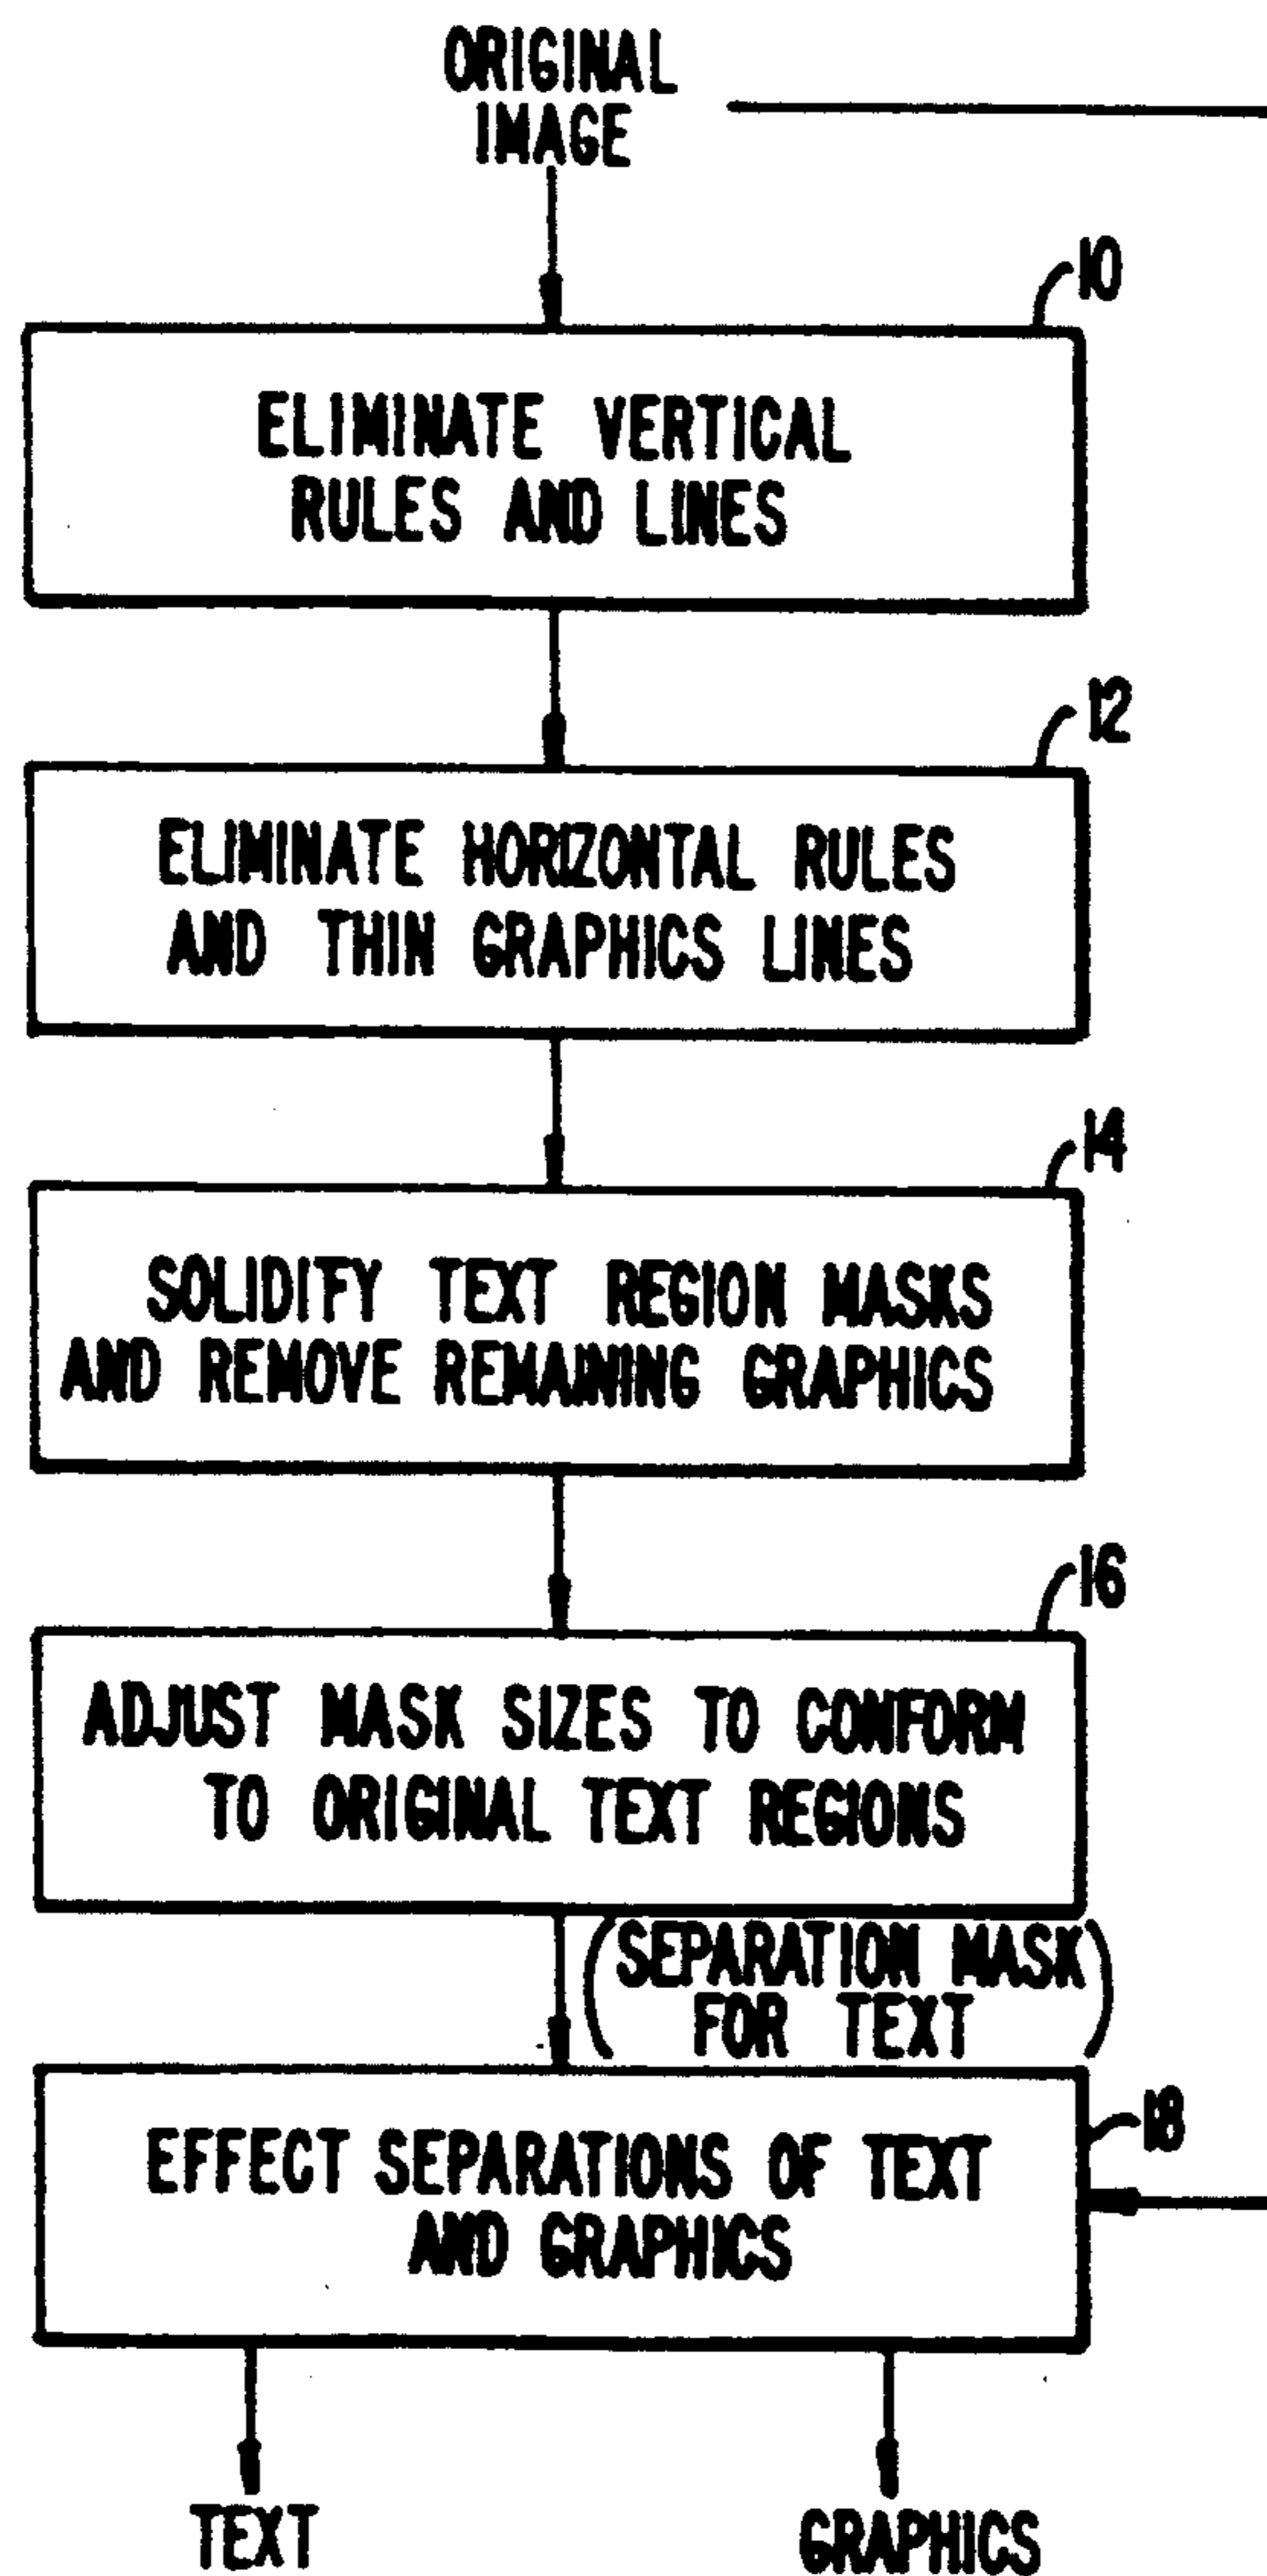 ORIGINAL
IMAGE
10
ELIMINATE VERTICAL
RULES AND LINES
12
ELIMINATE HORIZONTAL RULES
AND THIN GRAPHICS LINES
14
SOLIDIFY TEXT REGION MASKS
AND REMOVE REMAINING GRAPHICS
16
ADJUST MASK SIZES TO CONFORM
TO ORIGINAL TEXT REGIONS
(SEPARATION MASK
FOR TEXT)
18
EFFECT SEPARATIONS OF TEXT
AND GRAPHICS
TEXT
GRAPHICS